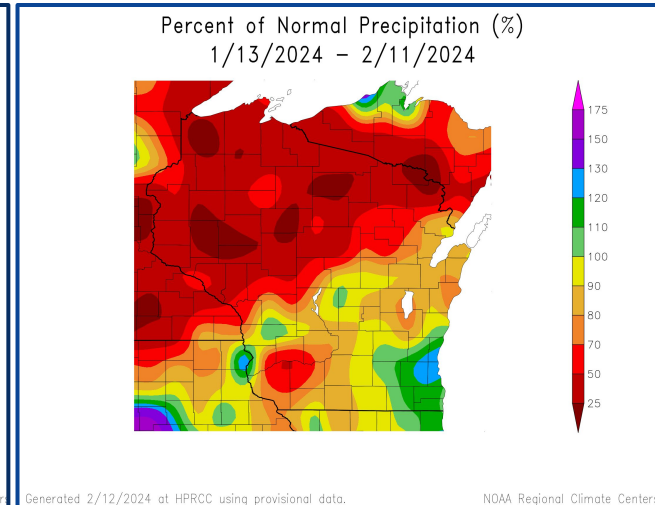 Percent of Normal Precipitation (%)
1/13/2024 – 2/11/2024
175
150
130
120
110
100
90
80
70
50
25
rs
Generated 2/12/2024 at HPRCC using provisional data.
NOAA Regional Climate Centers